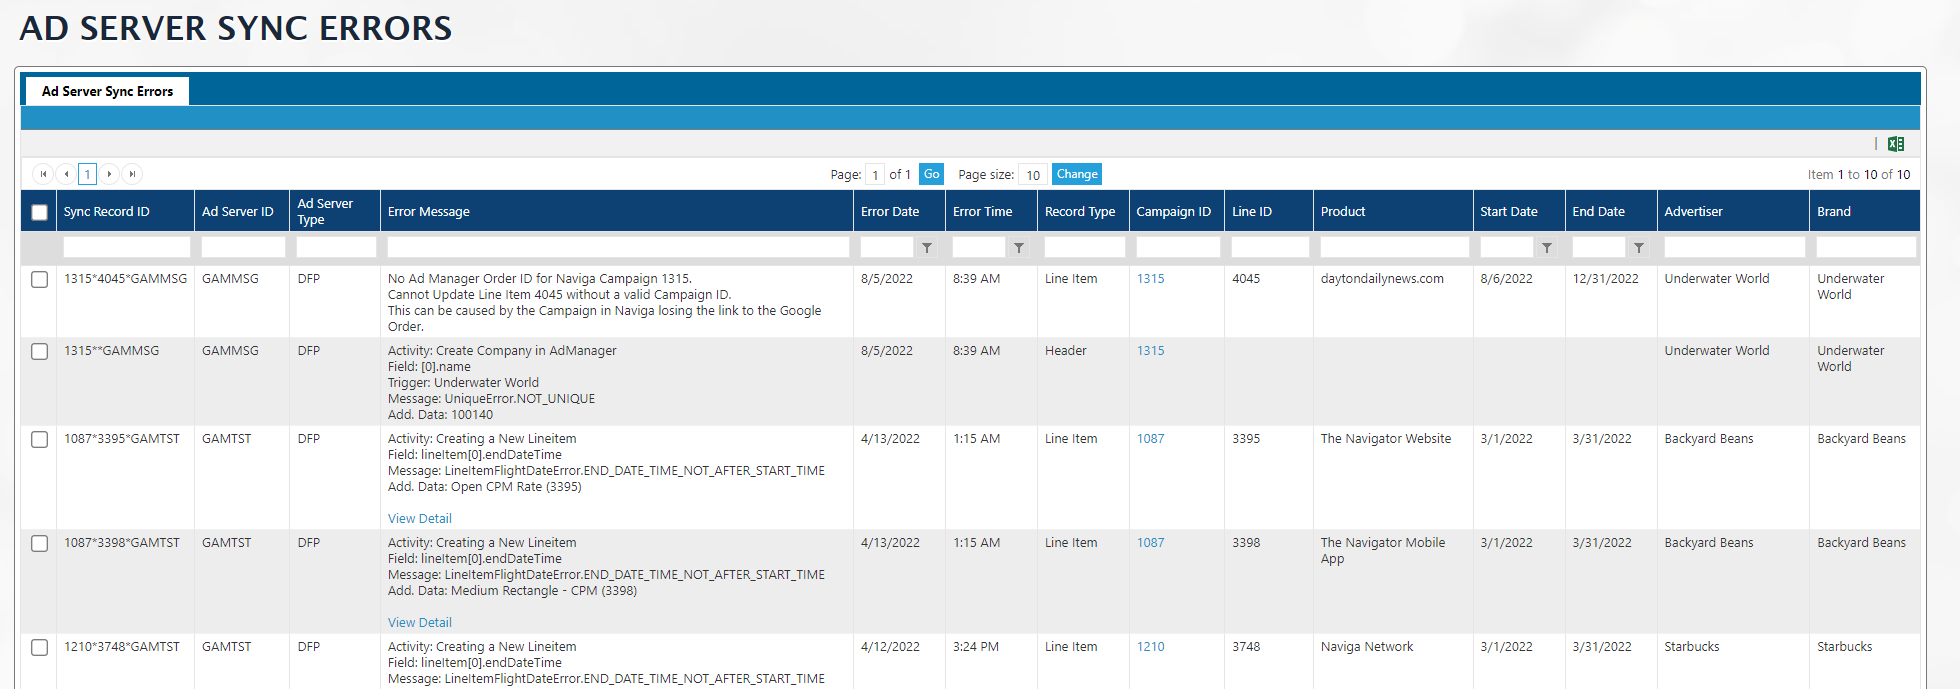 AD SERVER SYNC ERRORS
Ad Server Sync Errors
1 Page: 1 of 1 Go Page size: 10 Change Item 1 to 10 of 10
Sync Record ID Ad Server ID Ad Server Type Error Message Error Date Error Time Record Type Campaign ID Line ID Product Start Date End Date Advertiser Brand
1315*4045*GAMMSG GAMMSG DFP No Ad Manager Order ID for Naviga Campaign 1315. 8/5/2022 8:39 AM Line Item 1315 4045 daytondailynews.com 8/6/2022 12/31/2022 Underwater World Underwater World
Cannot Update Line Item 4045 without a valid Campaign ID.
This can be caused by the Campaign in Naviga losing the link to the Google
Order.
1315**GAMMSG GAMMSG DFP Activity: Create Company in AdManager 8/5/2022 8:39 AM Header 1315 Underwater World Underwater World
Field: [0].name
Trigger: Underwater World
Message: UniqueError.NOT_UNIQUE
Add. Data: 100140
1087*3395*GAMTST GAMTST DFP Activity: Creating a New Lineitem 4/13/2022 1:15 AM Line Item 1087 3395 The Navigator Website 3/1/2022 3/31/2022 Backyard Beans Backyard Beans
Field: lineItem[0].endDateTime
Message: LineItemFlightDateError.END_DATE_TIME_NOT_AFTER_START_TIME
Add. Data: Open CPM Rate (3395)
View Detail
1087*3398*GAMTST GAMTST DFP Activity: Creating a New Lineitem 4/13/2022 1:15 AM Line Item 1087 3398 The Navigator Mobile App 3/1/2022 3/31/2022 Backyard Beans Backyard Beans
Field: lineItem[0].endDateTime
Message: LineItemFlightDateError.END_DATE_TIME_NOT_AFTER_START_TIME
Add. Data: Medium Rectangle - CPM (3398)
View Detail
1210*3748*GAMTST GAMTST DFP Activity: Creating a New Lineitem 4/12/2022 3:24 PM Line Item 1210 3748 Naviga Network 3/1/2022 3/31/2022 Starbucks Starbucks
Field: lineItem[0].endDateTime
Message: LineItemFlightDateError.END_DATE_TIME_NOT_AFTER_START_TIME